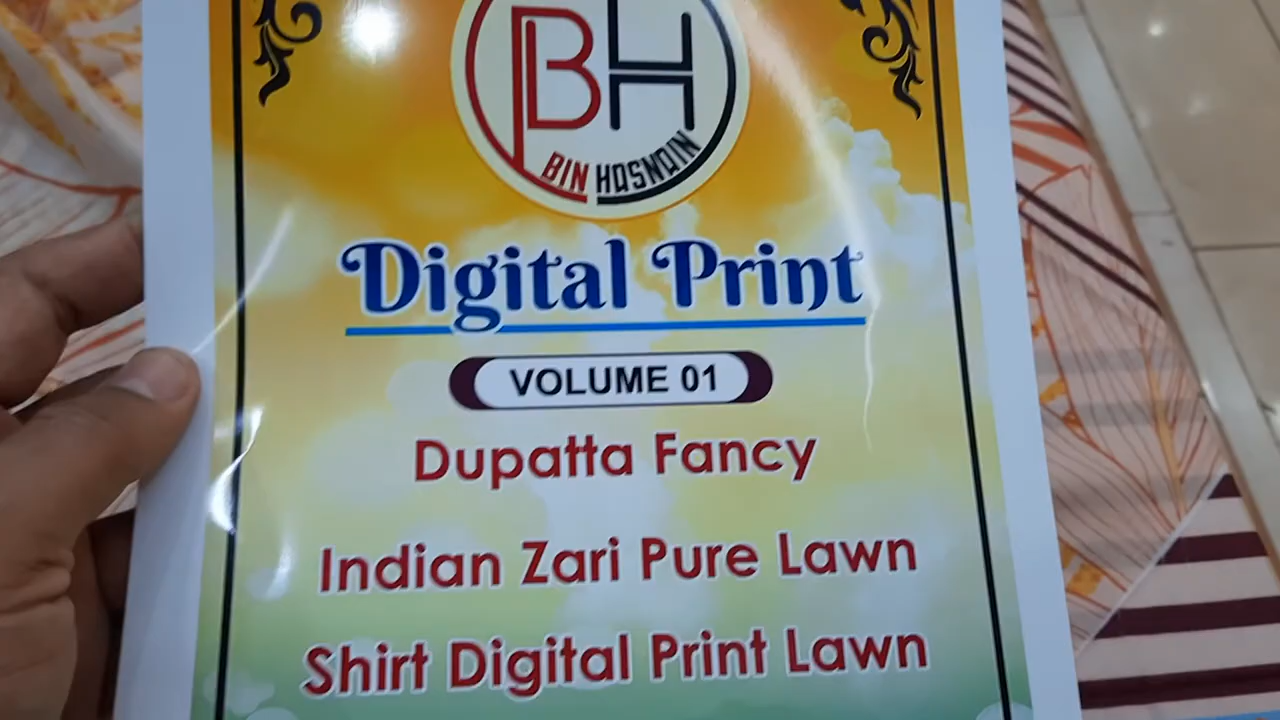 BH
BIN HASNAIN
Digital Print
VOLUME 01
Dupatta Fancy
Indian Zari Pure Lawn
Shirt Digital Print Lawn